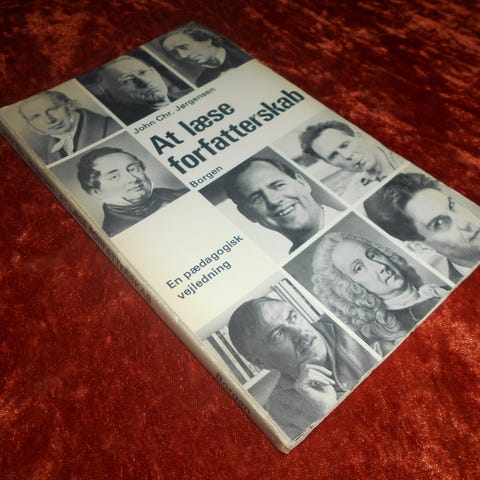 John Chr. Jørgensen
At læse
forfatterskab
Borgen
En pædagogisk
vejledning